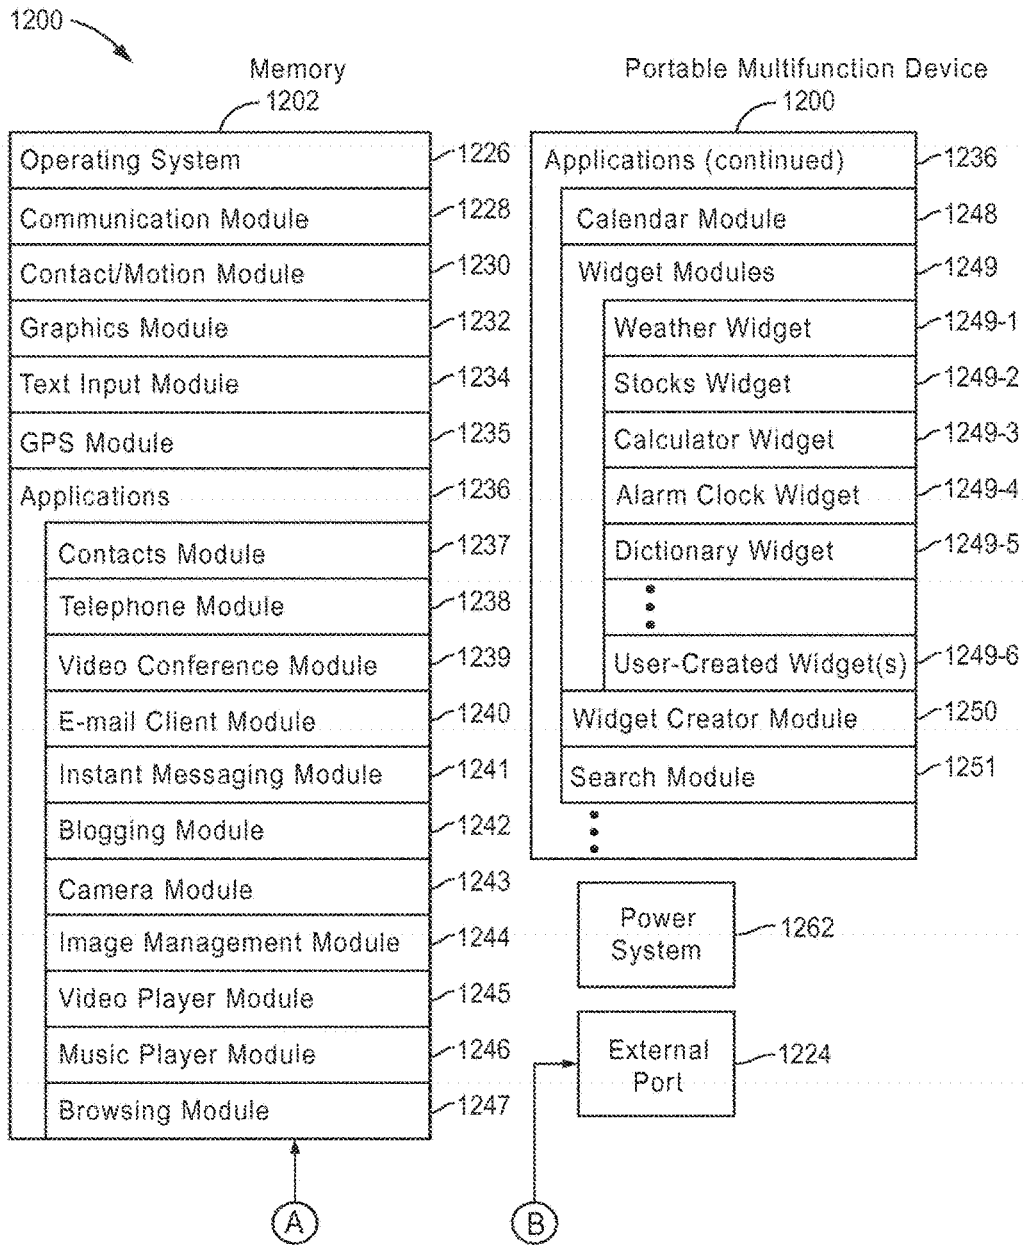 1200
Memory
1202
Operating System 1226
Communication Module 1228
Contact/Motion Module 1230
Graphics Module 1232
Text Input Module 1234
GPS Module 1235
Applications 1236
Contacts Module 1237
Telephone Module 1238
Video Conference Module 1239
E-mail Client Module 1240
Instant Messaging Module 1241
Blogging Module 1242
Camera Module 1243
Image Management Module 1244
Video Player Module 1245
Music Player Module 1246
Browsing Module 1247
A
Portable Multifunction Device
1200
Applications (continued) 1236
Calendar Module 1248
Widget Modules 1249
Weather Widget 1249-1
Stocks Widget 1249-2
Calculator Widget 1249-3
Alarm Clock Widget 1249-4
Dictionary Widget 1249-5
User-Created Widget(s) 1249-6
Widget Creator Module 1250
Search Module 1251
Power
System
1262
External
Port
1224
B